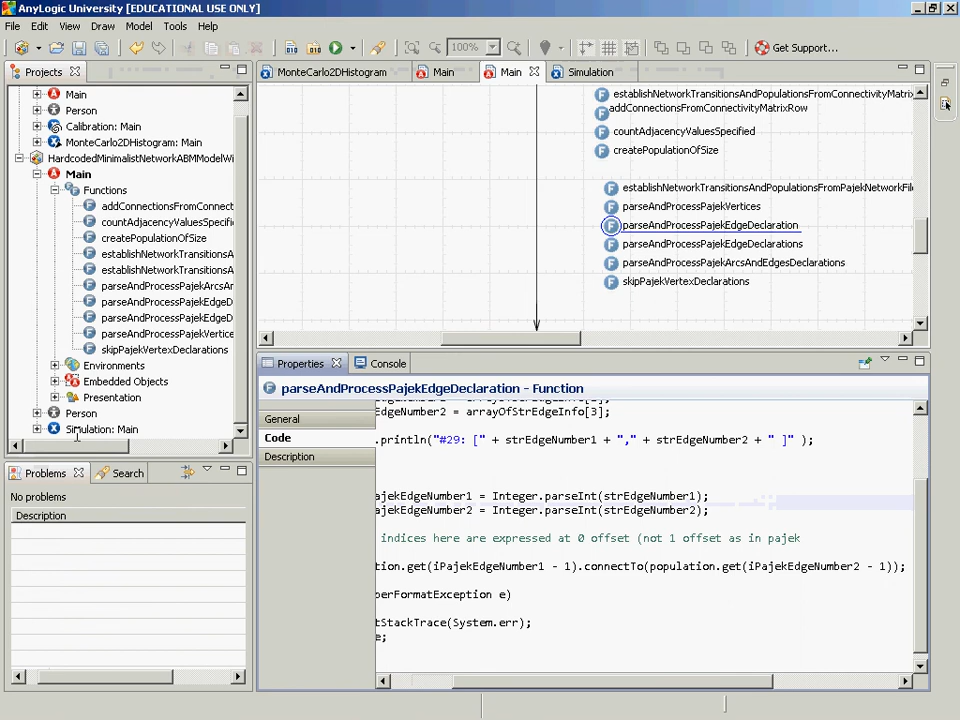 AnyLogic University [EDUCATIONAL USE ONLY]
File Edit View Draw Model Tools Help
100% Get Support...
Projects
MonteCarlo2DHistogram Main Main Simulation
Main
Person
Calibration: Main
MonteCarlo2DHistogram: Main
HardcodedMinimalistNetworkABMModelWi
Main
Functions
addConnectionsFromConnect
countAdjacencyValuesSpecifi
createPopulationOfSize
establishNetworkTransitionsA
establishNetworkTransitionsA
parseAndProcessPajekArcsAn
parseAndProcessPajekEdgeD
parseAndProcessPajekEdgeD
parseAndProcessPajekVertice
skipPajekVertexDeclarations
Environments
Embedded Objects
Presentation
Person
Simulation: Main
establishNetworkTransitionsAndPopulationsFromConnectivityMatrix
addConnectionsFromConnectivityMatrixRow
countAdjacencyValuesSpecified
createPopulationOfSize
establishNetworkTransitionsAndPopulationsFromPajekNetworkFile
parseAndProcessPajekVertices
parseAndProcessPajekEdgeDeclaration
parseAndProcessPajekEdgeDeclarations
parseAndProcessPajekArcsAndEdgesDeclarations
skipPajekVertexDeclarations
Properties Console
parseAndProcessPajekEdgeDeclaration - Function
General
Code
Description
EdgeNumber2 = arrayOfStrEdgeInfo[3];
.println("#29: [" + strEdgeNumber1 + "," + strEdgeNumber2 + " ]" );
ajekEdgeNumber1 = Integer.parseInt(strEdgeNumber1);
ajekEdgeNumber2 = Integer.parseInt(strEdgeNumber2);
indices here are expressed at 0 offset (not 1 offset as in pajek
tion.get(iPajekEdgeNumber1 - 1).connectTo(population.get(iPajekEdgeNumber2 - 1));
berFormatException e)
tStackTrace(System.err);
e;
Problems Search
No problems
Description